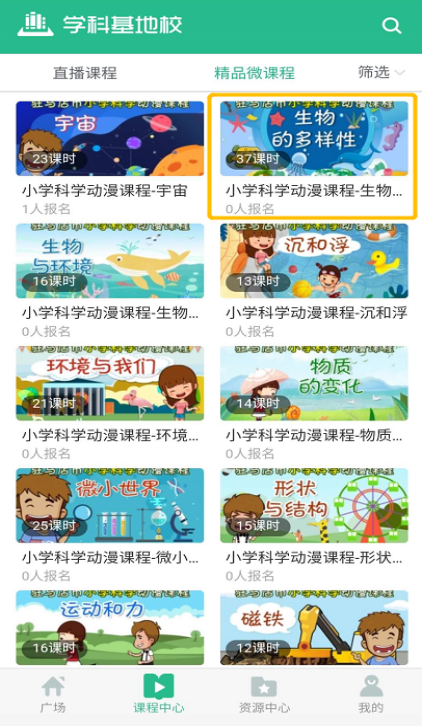 学科基地校
直播课程
精品微课程
筛选
驻马店市小学科学动漫课程
宇宙
23课时
小学科学动漫课程-宇宙
1人报名
驻马店市小学科学动漫课程
生物
的多样性
37课时
小学科学动漫课程-生物...
0人报名
驻马店市小学科学动漫课程
生物
与环境
16课时
小学科学动漫课程-生物...
0人报名
驻马店市小学科学动漫课程
沉和浮
13课时
小学科学动漫课程-沉和浮
0人报名
驻马店市小学科学动漫课程
环境与我们
21课时
小学科学动漫课程-环境...
0人报名
驻马店市小学科学动漫课程
物质
的变化
14课时
小学科学动漫课程-物质...
0人报名
驻马店市小学科学动漫课程
微小世界
25课时
小学科学动漫课程-微小...
0人报名
驻马店市小学科学动漫课程
形状
与结构
15课时
小学科学动漫课程-形状...
0人报名
驻马店市小学科学动漫课程
运动和力
16课时
驻马店市小学科学动漫课程
磁铁
12课时
广场
课程中心
资源中心
我的